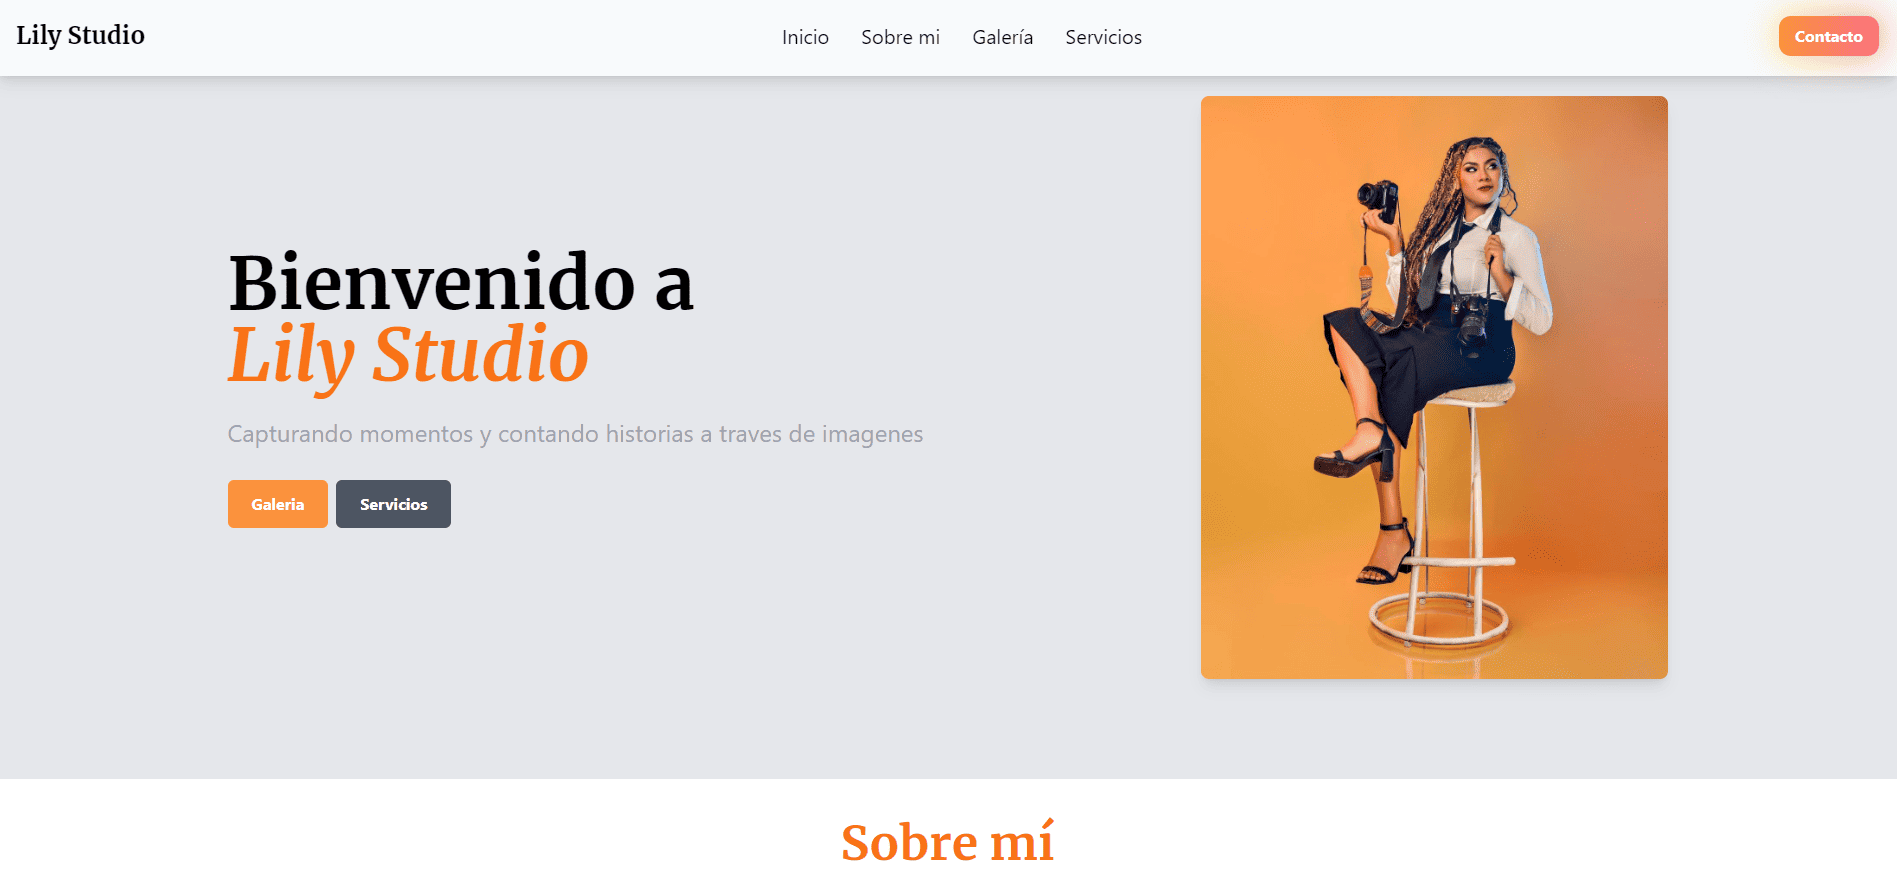 Lily Studio
Inicio Sobre mi Galería Servicios
Contacto
Bienvenido a
Lily Studio
Capturando momentos y contando historias a traves de imagenes
Galeria Servicios
Sobre mí